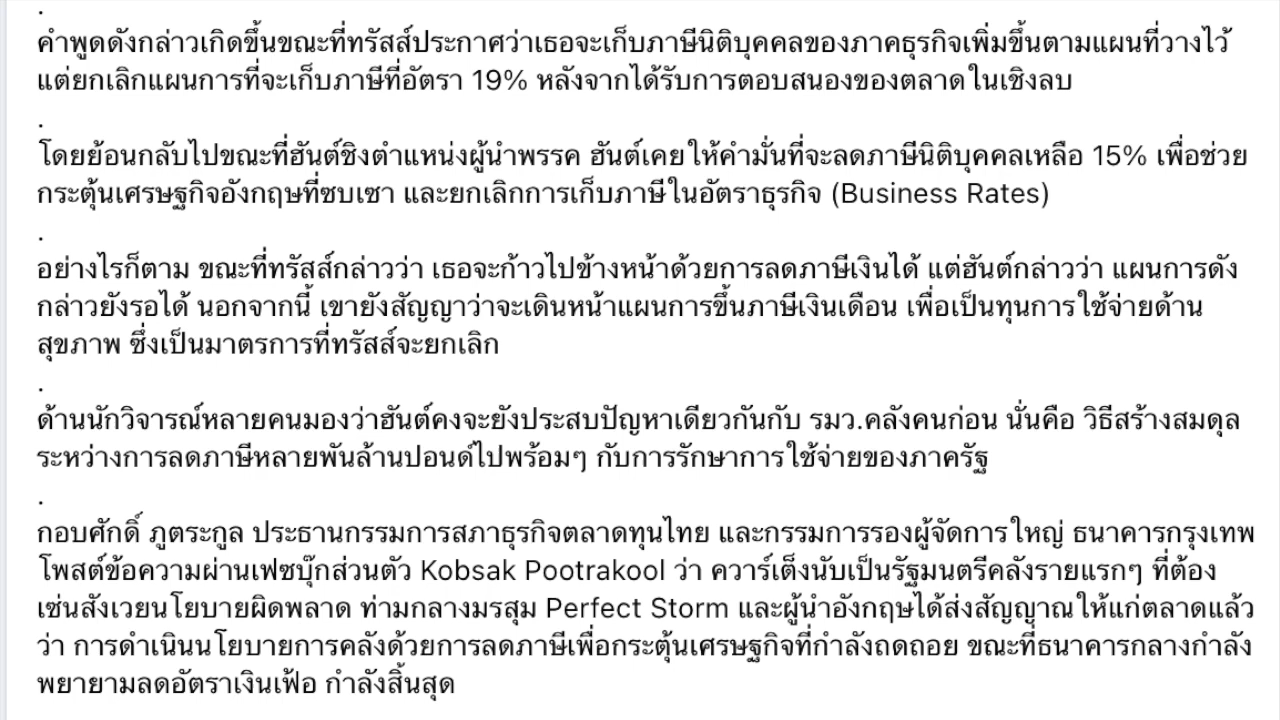 .
คำพูดดังกล่าวเกิดขึ้นขณะที่ทรัสส์ประกาศว่าเธอจะเก็บภาษีนิติบุคคลของภาคธุรกิจเพิ่มขึ้นตามแผนที่วางไว้
แต่ยกเลิกแผนการที่จะเก็บภาษีที่อัตรา 19% หลังจากได้รับการตอบสนองของตลาดในเชิงลบ
.
โดยย้อนกลับไปขณะที่ฮันต์ชิงตำแหน่งผู้นำพรรค ฮันต์เคยให้คำมั่นที่จะลดภาษีนิติบุคคลเหลือ 15% เพื่อช่วย
กระตุ้นเศรษฐกิจอังกฤษที่ซบเซา และยกเลิกการเก็บภาษีในอัตราธุรกิจ (Business Rates)
.
อย่างไรก็ตาม ขณะที่ทรัสส์กล่าวว่า เธอจะก้าวไปข้างหน้าด้วยการลดภาษีเงินได้ แต่ฮันต์กล่าวว่า แผนการดัง
กล่าวยังรอได้ นอกจากนี้ เขายังสัญญาว่าจะเดินหน้าแผนการขึ้นภาษีเงินเดือน เพื่อเป็นทุนการใช้จ่ายด้าน
สุขภาพ ซึ่งเป็นมาตรการที่ทรัสส์จะยกเลิก
.
ด้านนักวิจารณ์หลายคนมองว่าฮันต์คงจะยังประสบปัญหาเดียวกันกับ รมว.คลังคนก่อน นั่นคือ วิธีสร้างสมดุล
ระหว่างการลดภาษีหลายพันล้านปอนด์ไปพร้อมๆ กับการรักษาการใช้จ่ายของภาครัฐ
.
กอบศักดิ์ ภูตระกูล ประธานกรรมการสภาธุรกิจตลาดทุนไทย และกรรมการรองผู้จัดการใหญ่ ธนาคารกรุงเทพ
โพสต์ข้อความผ่านเฟซบุ๊กส่วนตัว Kobsak Pootrakool ว่า ควาร์เต็งนับเป็นรัฐมนตรีคลังรายแรกๆ ที่ต้อง
เซ่นสังเวยนโยบายผิดพลาด ท่ามกลางมรสุม Perfect Storm และผู้นำอังกฤษได้ส่งสัญญาณให้แก่ตลาดแล้ว
ว่า การดำเนินนโยบายการคลังด้วยการลดภาษีเพื่อกระตุ้นเศรษฐกิจที่กำลังถดถอย ขณะที่ธนาคารกลางกำลัง
พยายามลดอัตราเงินเฟ้อ กำลังสิ้นสุด